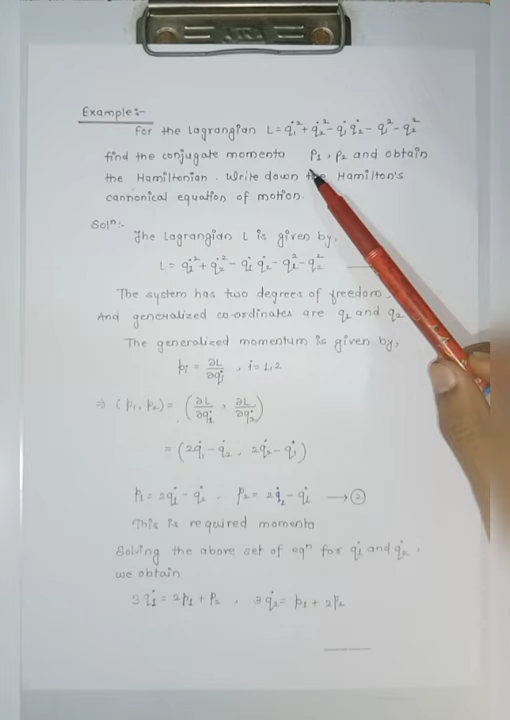 Example:-
For the Lagrangian L = q̇₁² + q̇₂² - q̇₁ q̇₂ - q₁² - q₂²
find the conjugate momenta p₁, p₂ and obtain
the Hamiltonian. Write down the Hamilton's
cannonical equation of motion.
Solⁿ:-
The Lagrangian L is given by,
L = q̇₁² + q̇₂² - q̇₁ q̇₂ - q₁² - q₂² —
The system has two degrees of freedom.
And generalized co-ordinates are q₁ and q₂
The generalized momentum is given by,
pᵢ = ∂L/∂q̇ᵢ , i = 1,2
⇒ (p₁, p₂) = (∂L/∂q̇₁ , ∂L/∂q̇₂)
= (2q̇₁ - q̇₂ , 2q̇₂ - q̇₁)
p₁ = 2q̇₁ - q̇₂ , p₂ = 2q̇₂ - q̇₁ → ②
This is required momenta
Solving the above set of eqⁿ for q̇₁ and q̇₂,
we obtain
3q̇₁ = 2p₁ + p₂ , 3q̇₂ = p₁ + 2p₂